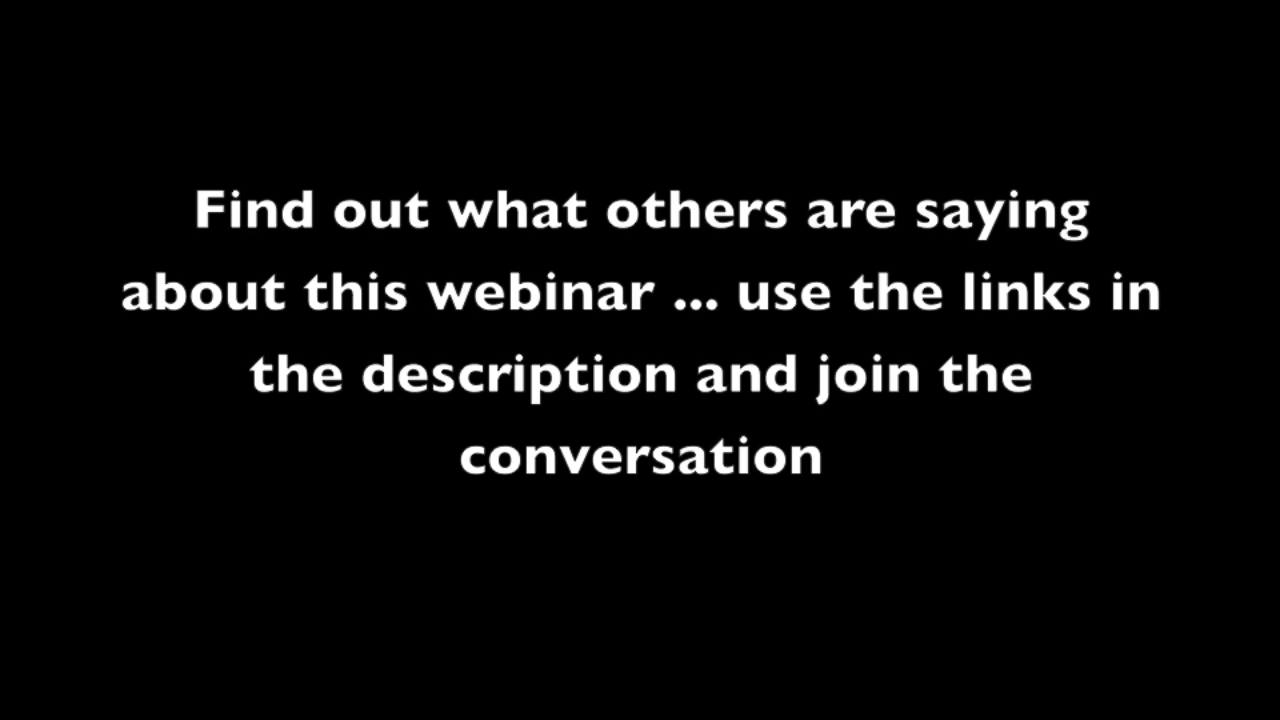 Find out what others are saying
about this webinar ... use the links in
the description and join the
conversation